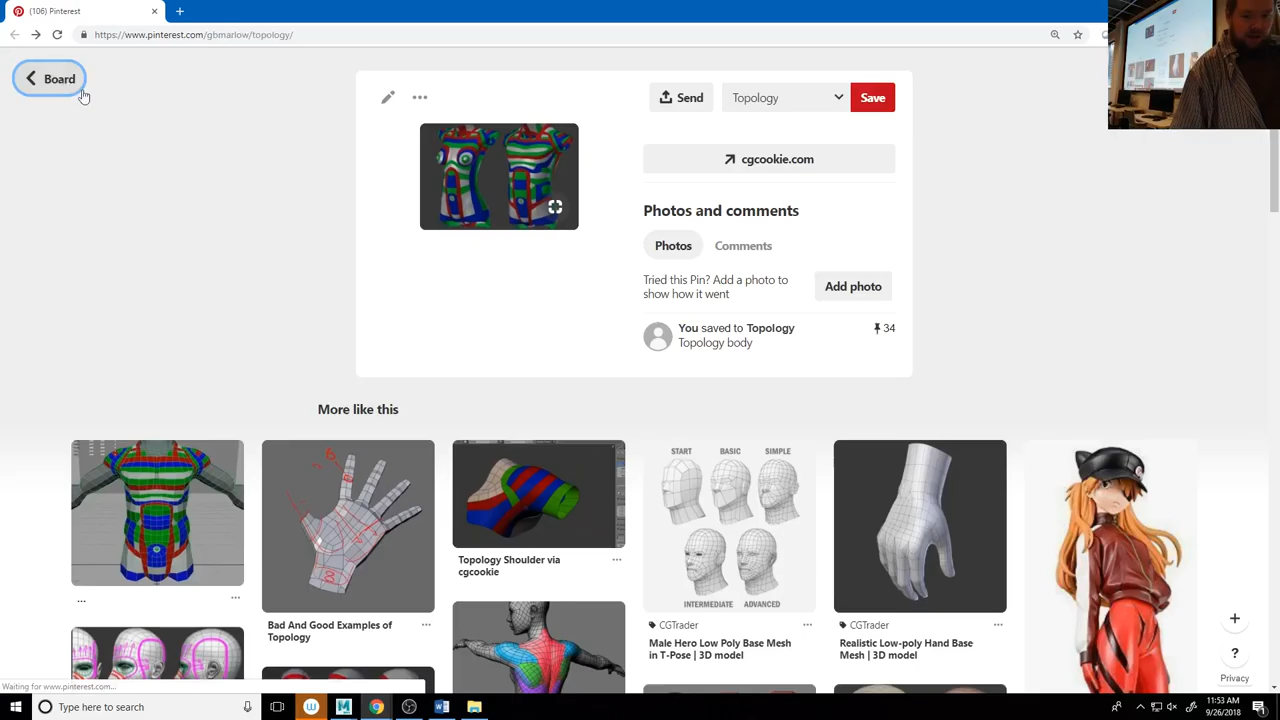 (106) Pinterest
https://www.pinterest.com/gbmarlow/topology/
Board
Send
Topology
Save
cgcookie.com
Photos and comments
Photos
Comments
Tried this Pin? Add a photo to
show how it went
Add photo
You saved to Topology
34
Topology body
More like this
START
BASIC
SIMPLE
INTERMEDIATE
ADVANCED
...
Bad And Good Examples of
Topology
Topology Shoulder via
cgcookie
CGTrader
Male Hero Low Poly Base Mesh
in T-Pose | 3D model
CGTrader
Realistic Low-poly Hand Base
Mesh | 3D model
Privacy
Waiting for www.pinterest.com...
Type here to search
11:53 AM
9/26/2018